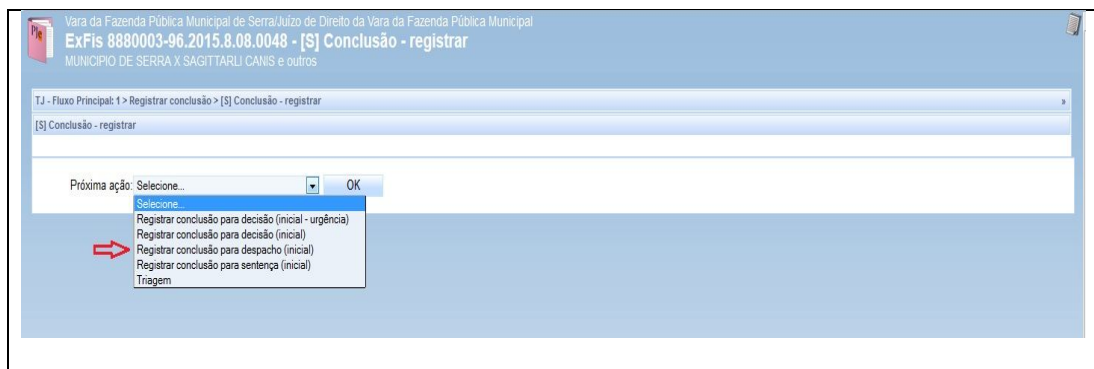 PJe
Vara da Fazenda Pública Municipal de Serra/Juízo de Direito da Vara da Fazenda Pública Municipal
ExFis 8880003-96.2015.8.08.0048 - [S] Conclusão - registrar
MUNICIPIO DE SERRA X SAGITTARLI CANIS e outros
TJ - Fluxo Principal: 1 > Registrar conclusão > [S] Conclusão - registrar »
[S] Conclusão - registrar
Próxima ação: Selecione... OK
Selecione...
Registrar conclusão para decisão (inicial - urgência)
Registrar conclusão para decisão (inicial)
Registrar conclusão para despacho (inicial)
Registrar conclusão para sentença (inicial)
Triagem